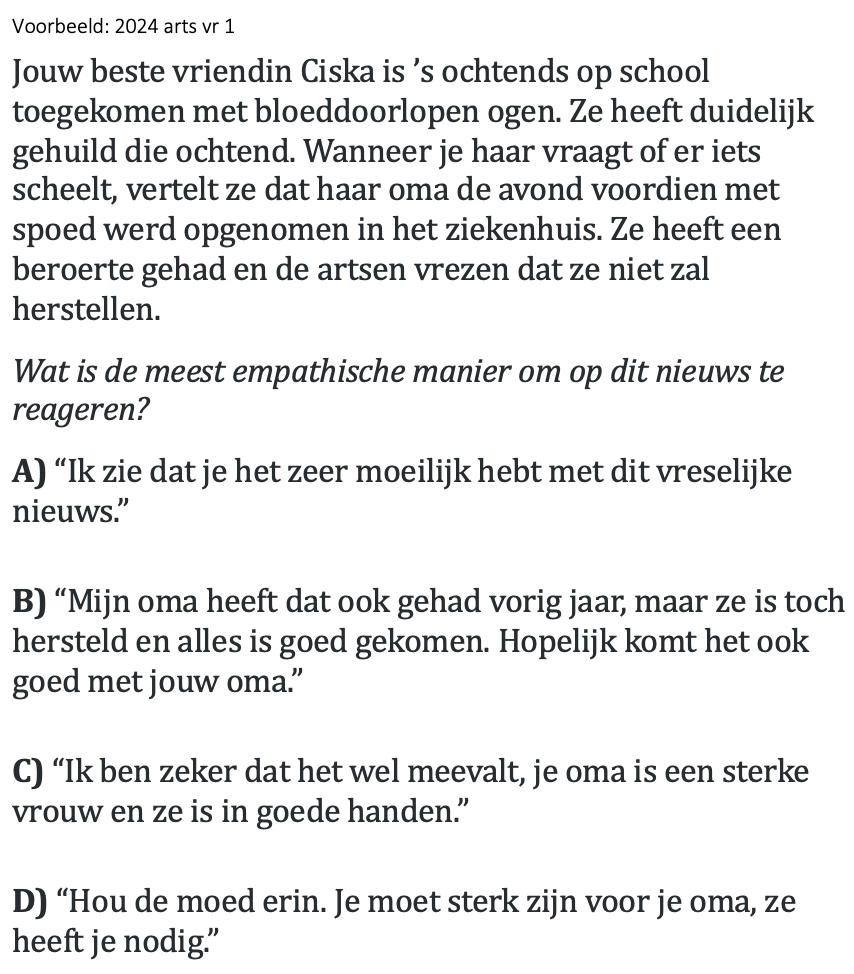 Voorbeeld: 2024 arts vr 1
Jouw beste vriendin Ciska is ’s ochtends op school
toegekomen met bloeddoorlopen ogen. Ze heeft duidelijk
gehuild die ochtend. Wanneer je haar vraagt of er iets
scheelt, vertelt ze dat haar oma de avond voordien met
spoed werd opgenomen in het ziekenhuis. Ze heeft een
beroerte gehad en de artsen vrezen dat ze niet zal
herstellen.
Wat is de meest empathische manier om op dit nieuws te
reageren?
A) “Ik zie dat je het zeer moeilijk hebt met dit vreselijke
nieuws.”
B) “Mijn oma heeft dat ook gehad vorig jaar, maar ze is toch
hersteld en alles is goed gekomen. Hopelijk komt het ook
goed met jouw oma.”
C) “Ik ben zeker dat het wel meevalt, je oma is een sterke
vrouw en ze is in goede handen.”
D) “Hou de moed erin. Je moet sterk zijn voor je oma, ze
heeft je nodig.”